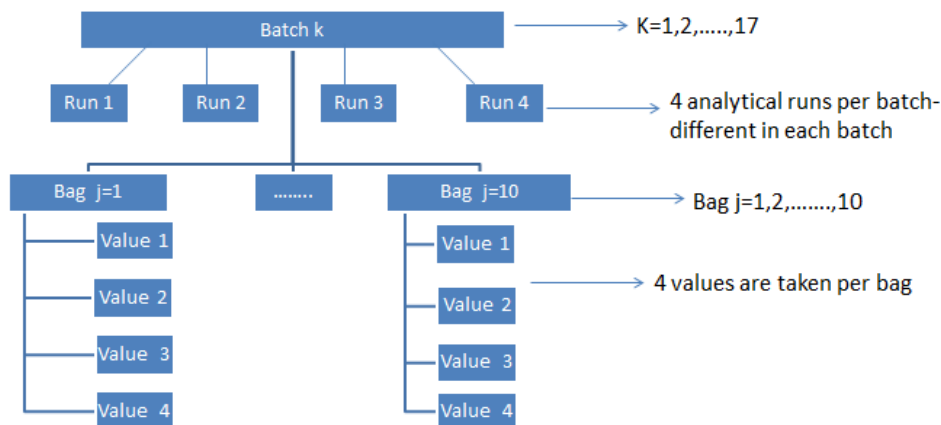 Batch k
K=1,2,.....,17
Run 1
Run 2
Run 3
Run 4
4 analytical runs per batch-
different in each batch
Bag j=1
........
Bag j=10
Bag j=1,2,.......,10
Value 1
Value 2
Value 3
Value 4
Value 1
Value 2
Value 3
Value 4
4 values are taken per bag